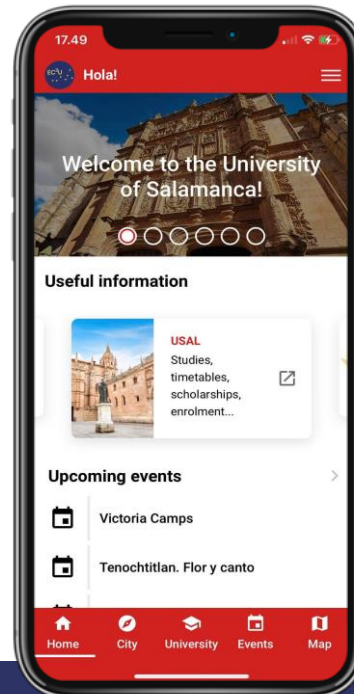 17.49
EC2U
Hola!
Welcome to the University
of Salamanca!
Useful information
USAL
Studies,
timetables,
scholarships,
enrolment...
Upcoming events
Victoria Camps
Tenochtitlan. Flor y canto
Home City University Events Map